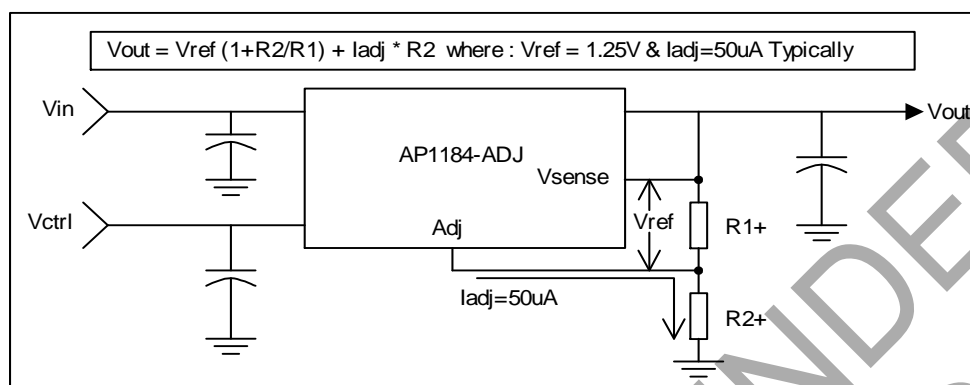 Vout = Vref (1+R2/R1) + Iadj * R2 where : Vref = 1.25V & Iadj=50uA Typically
Vin
Vout
AP1184-ADJ
Vsense
Vctrl
Adj
Vref
R1+
Iadj=50uA
R2+